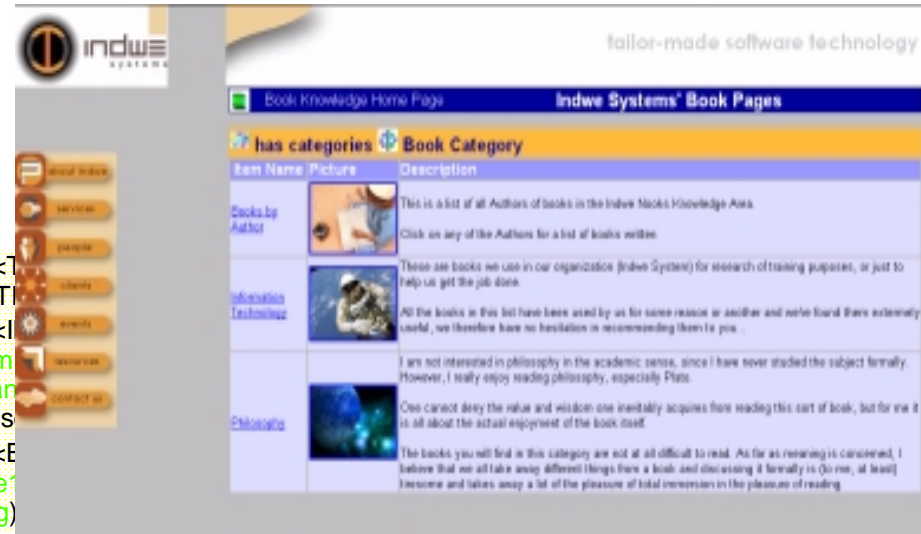 indwe
systems
tailor-made software technology
Book Knowledge Home Page
Indwe Systems' Book Pages
has categories Book Category
Item Name Picture Description
about Indwe
services
people
clients
events
resources
contact us
Books by
Author
This is a list of all Authors of books in the Indwe Nooks Knowledge Area.
Click on any of the Authors for a list of books written
Information
Technology
These are books we use in our organization (Indwe System) for research of training purposes, or just to
help us get the job done.
All the books in this list have been used by us for some reason or another and we've found them extremely
useful, we therefore have no hesitation in recommending them to you. .
Philosophy
I am not interested in philosophy in the academic sense, since I have never studied the subject formally.
However, I really enjoy reading philosophy, especially Plato.
One cannot deny the value and wisdom one inevitably acquires from reading this sort of book, but for me it
is all about the actual enjoyment of the book itself.
The books you will find in this category are not at all difficult to read. As far as meaning is concerned, I
believe that we all take away different things from a book and discussing it formally is (to me, at least)
tiresome and takes away a lot of the pleasure of total immersion in the pleasure of reading.